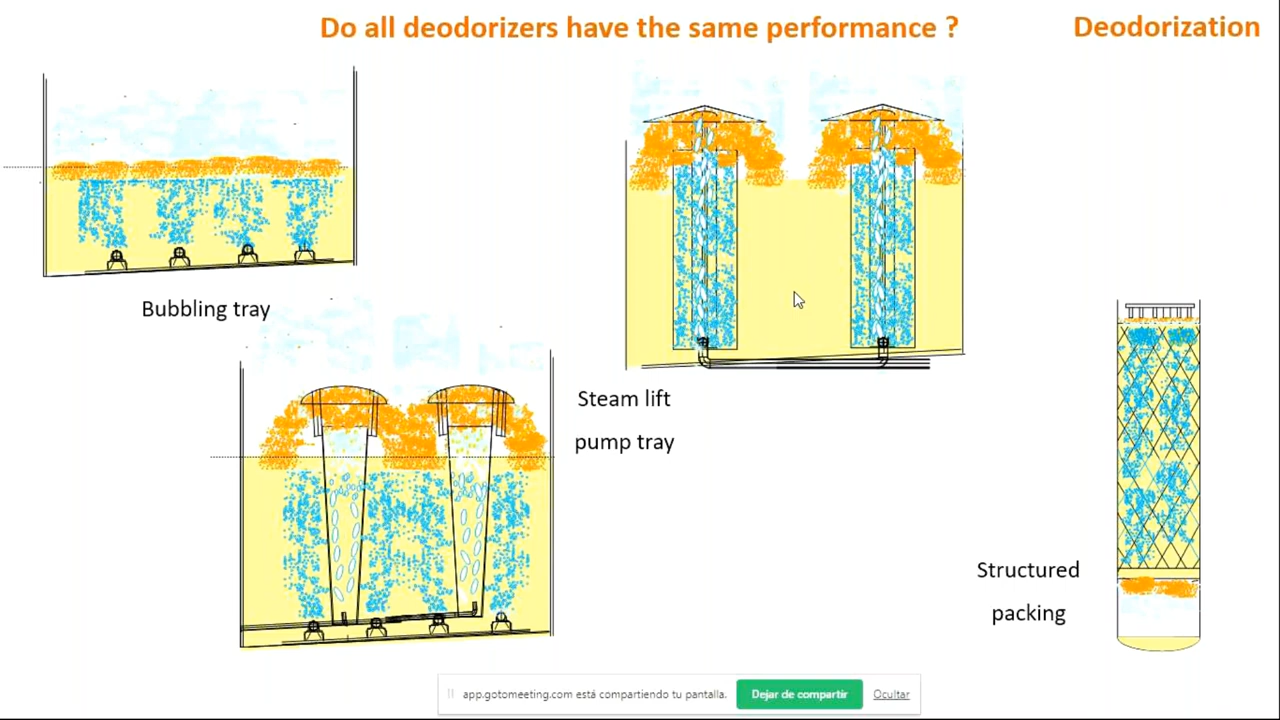 Do all deodorizers have the same performance ?
Deodorization
Bubbling tray
Steam lift
pump tray
Structured
packing
app.gotomeeting.com está compartiendo tu pantalla.
Dejar de compartir
Ocultar